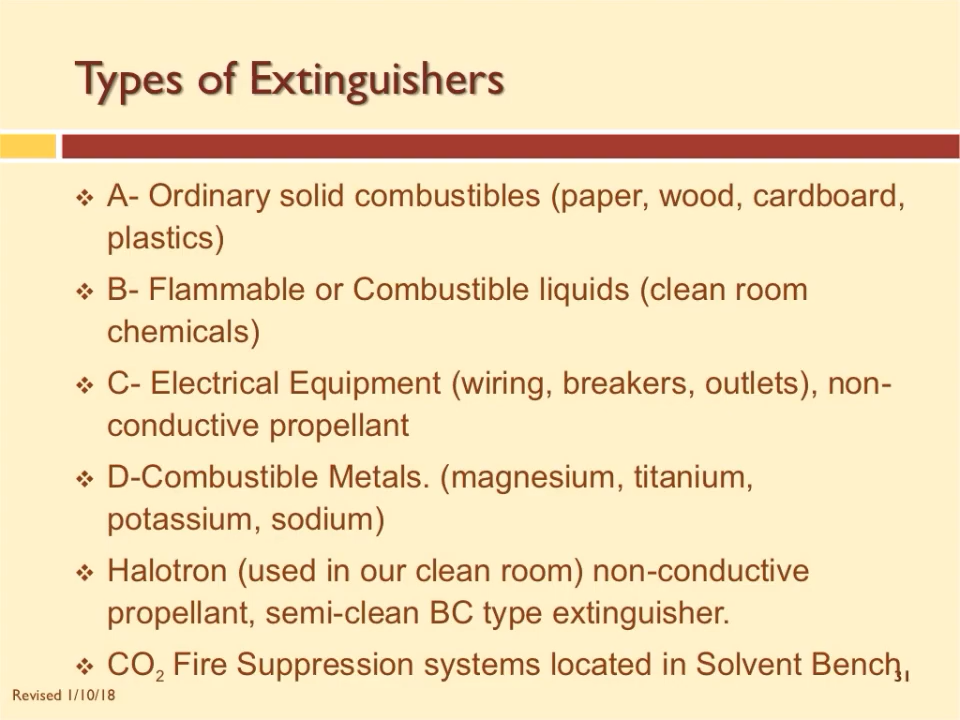 Types of Extinguishers
❖ A- Ordinary solid combustibles (paper, wood, cardboard,
plastics)
❖ B- Flammable or Combustible liquids (clean room
chemicals)
❖ C- Electrical Equipment (wiring, breakers, outlets), non-
conductive propellant
❖ D-Combustible Metals. (magnesium, titanium,
potassium, sodium)
❖ Halotron (used in our clean room) non-conductive
propellant, semi-clean BC type extinguisher.
❖ CO₂ Fire Suppression systems located in Solvent Bench
31
Revised 1/10/18